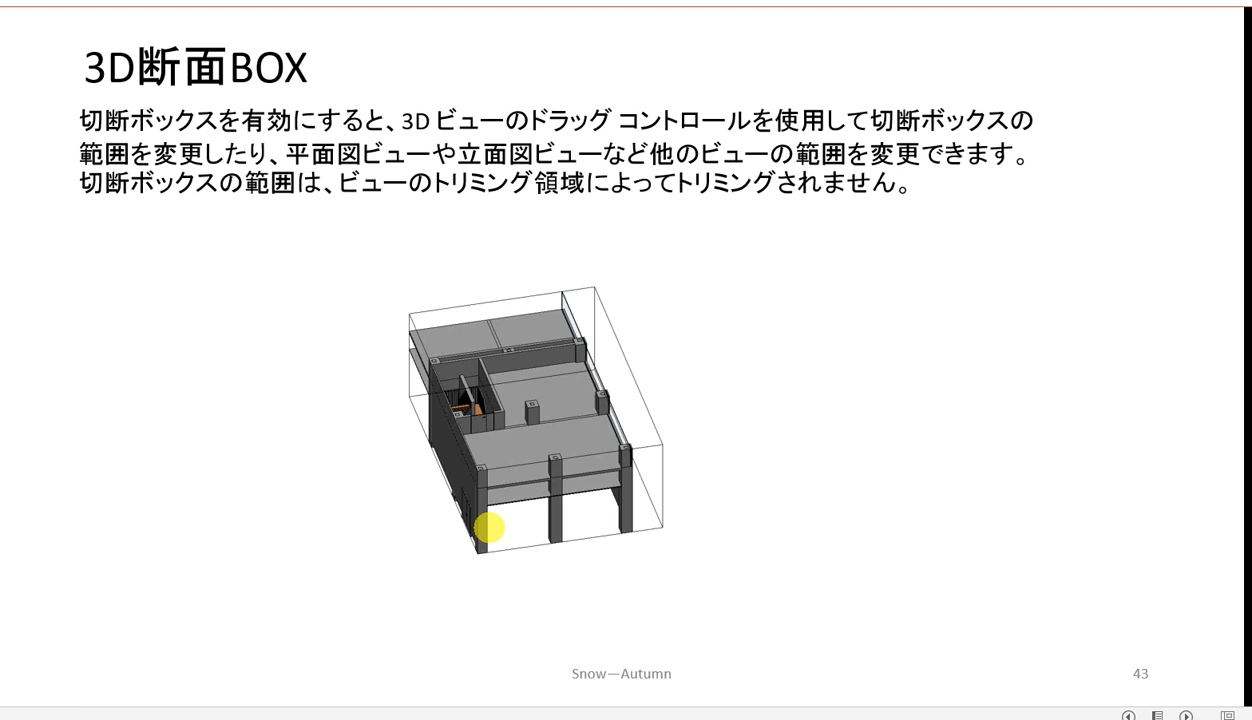 3D断面BOX
切断ボックスを有効にすると、3D ビューのドラッグ コントロールを使用して切断ボックスの
範囲を変更したり、平面図ビューや立面図ビューなど他のビューの範囲を変更できます。
切断ボックスの範囲は、ビューのトリミング領域によってトリミングされません。
Snow—Autumn
43